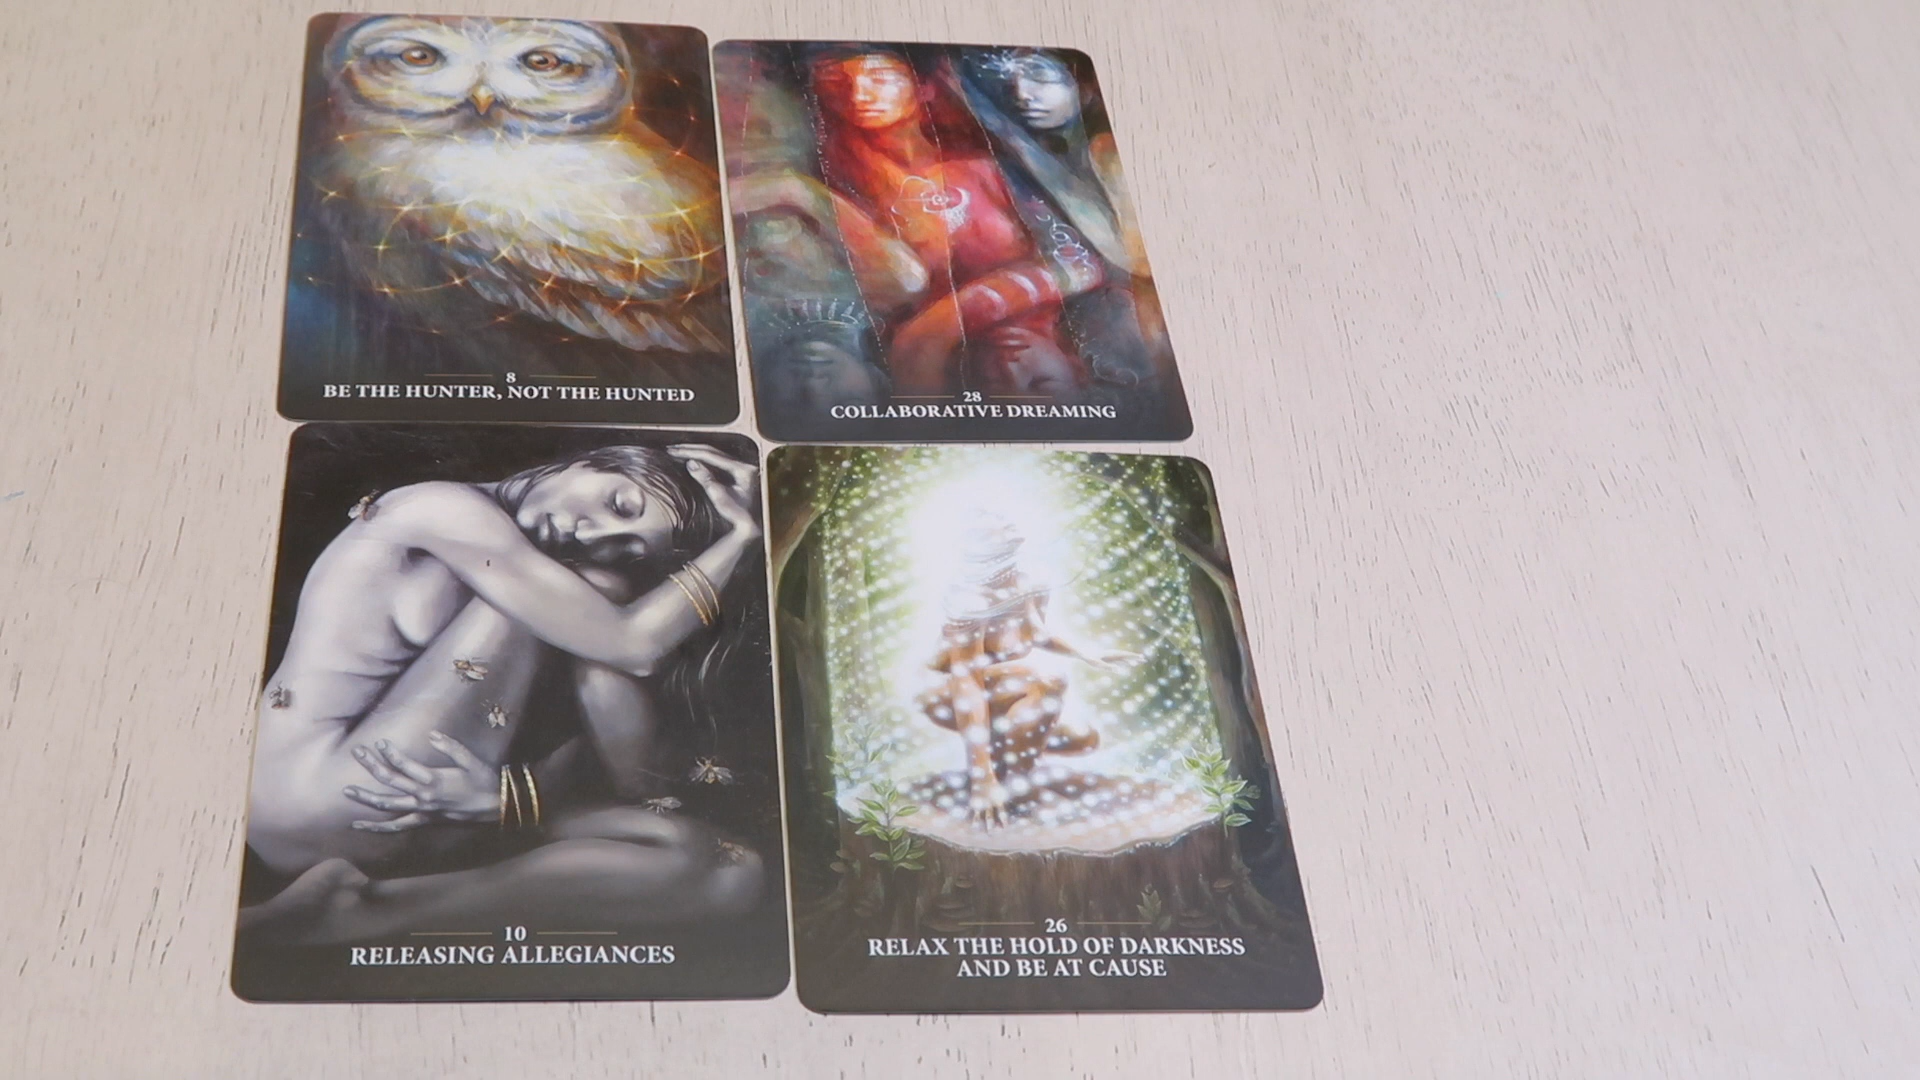 8
BE THE HUNTER, NOT THE HUNTED
28
COLLABORATIVE DREAMING
10
RELEASING ALLEGIANCES
26
RELAX THE HOLD OF DARKNESS
AND BE AT CAUSE